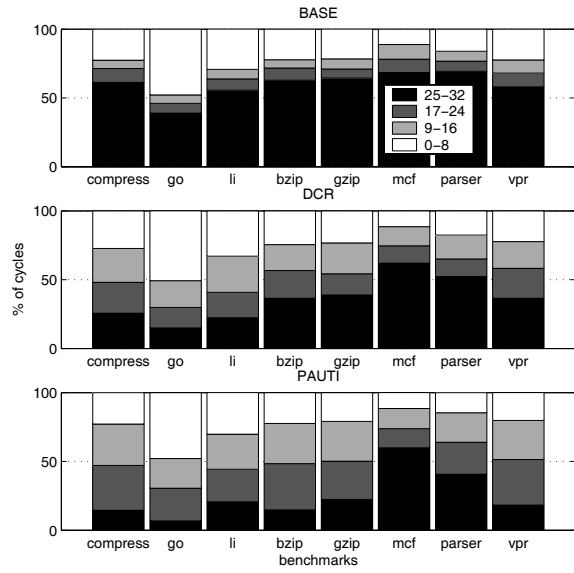 BASE
100
50
0
25−32
17−24
9−16
0−8
compress go li bzip gzip mcf parser vpr
DCR
100
50
0
% of cycles
compress go li bzip gzip mcf parser vpr
PAUTI
100
50
0
compress go li bzip gzip mcf parser vpr
benchmarks